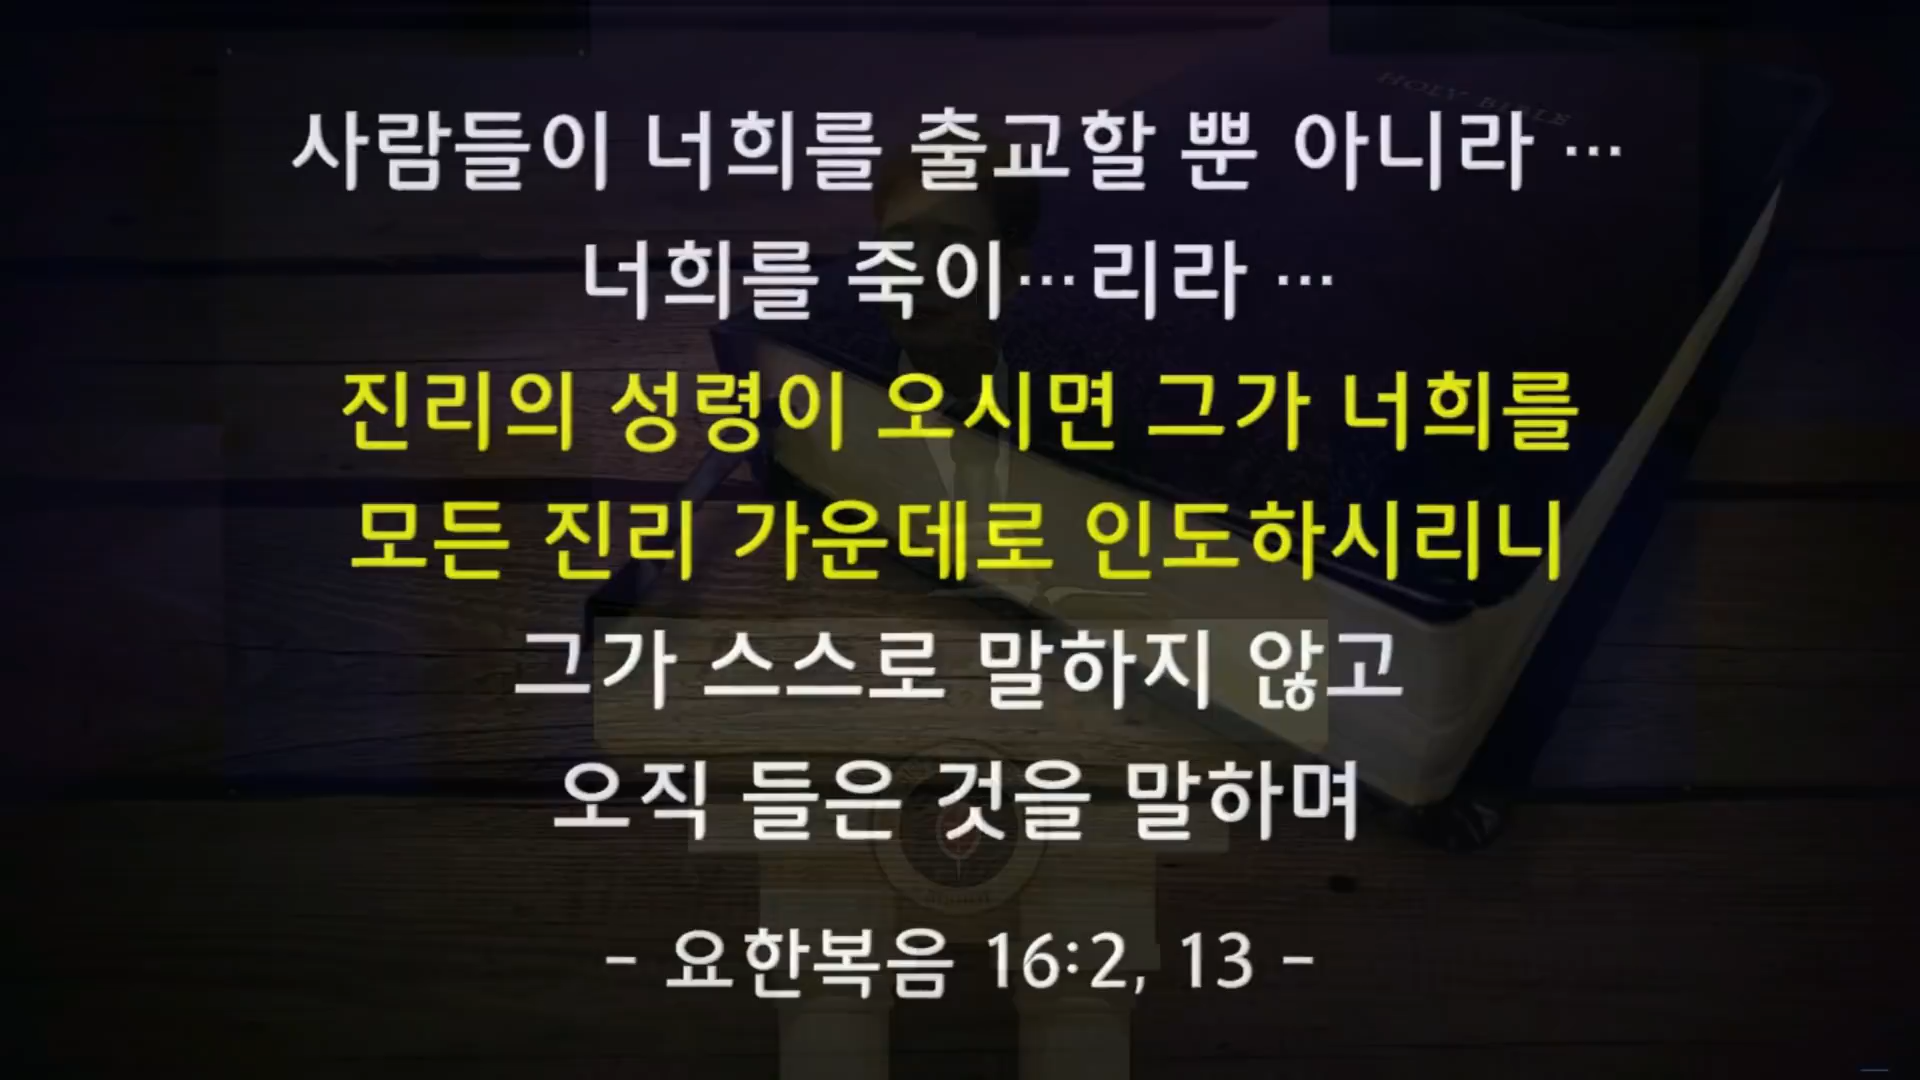 HOLY BIBLE
사람들이 너희를 출교할 뿐 아니라 …
너희를 죽이…리라 …
진리의 성령이 오시면 그가 너희를
모든 진리 가운데로 인도하시리니
그가 스스로 말하지 않고
오직 들은 것을 말하며
- 요한복음 16:2, 13 -